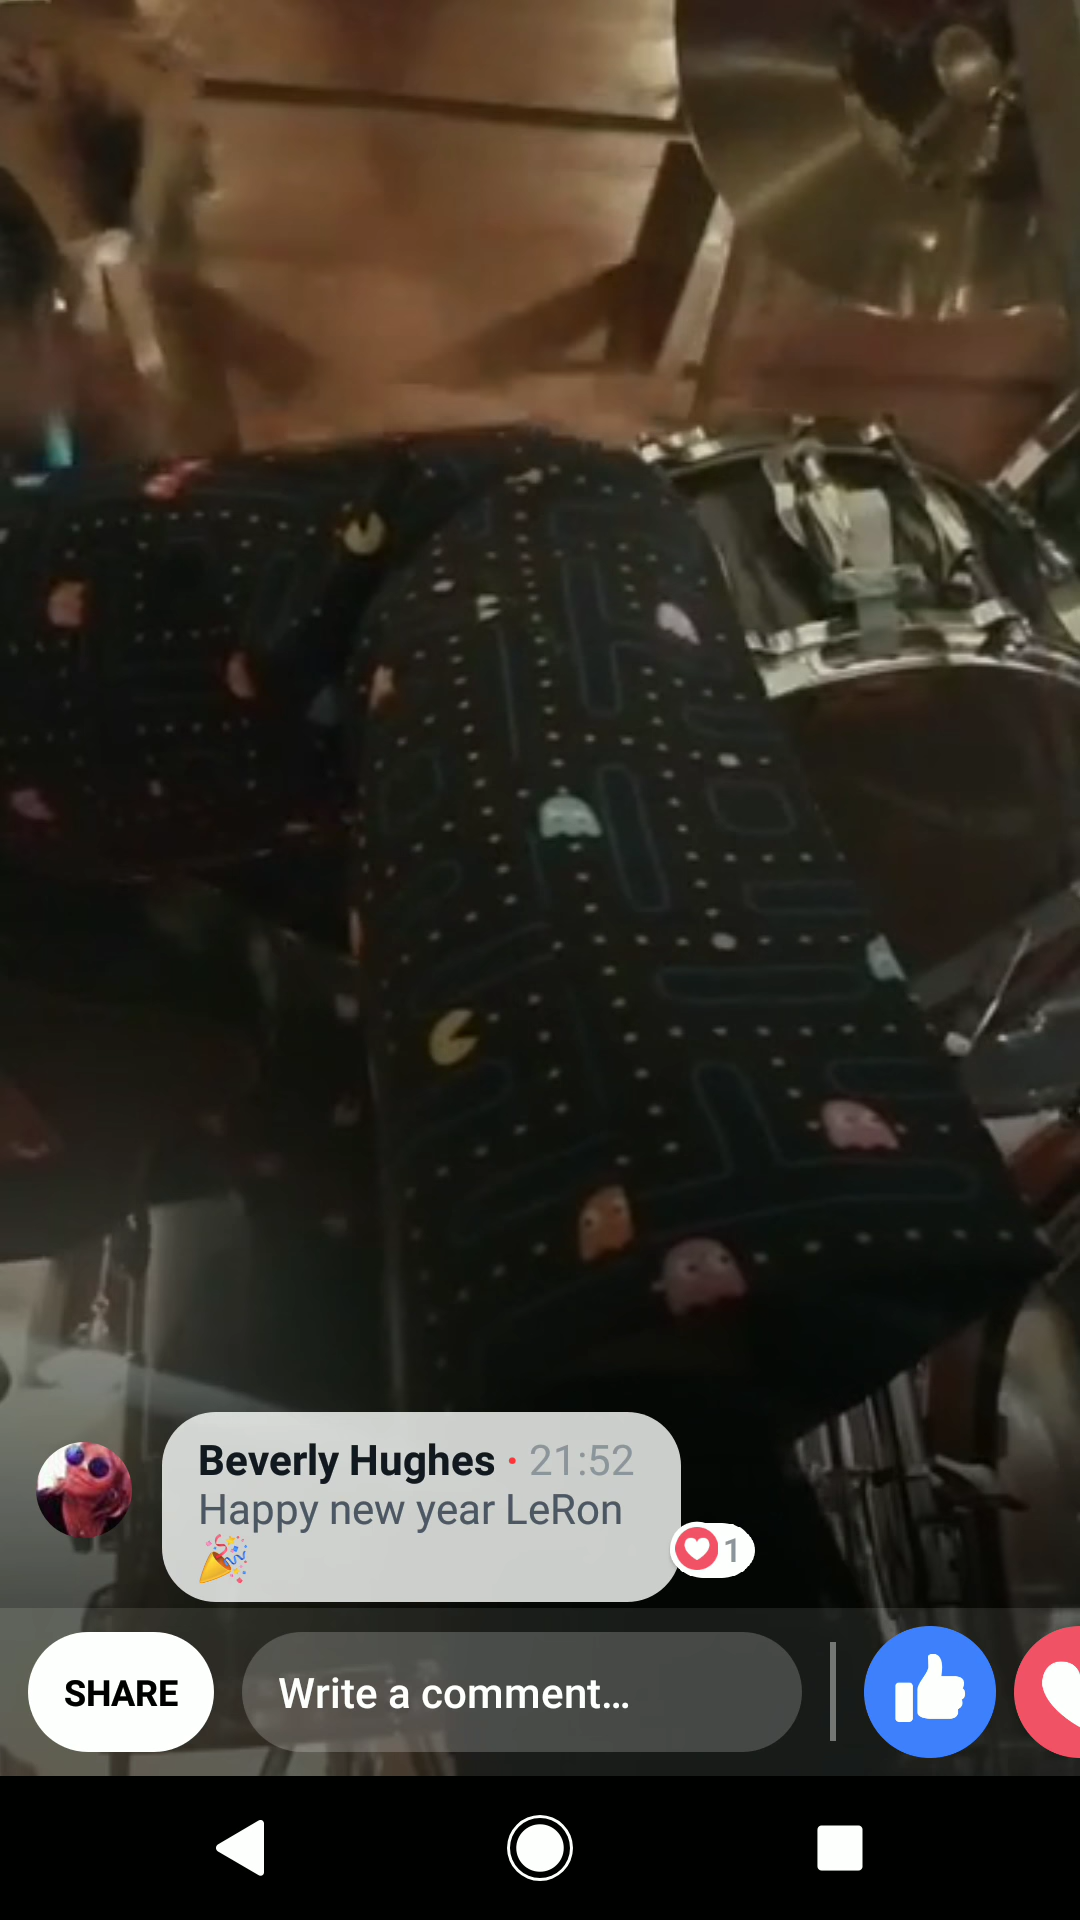 Beverly Hughes • 21:52
Happy new year LeRon
🎉
1
SHARE
Write a comment...